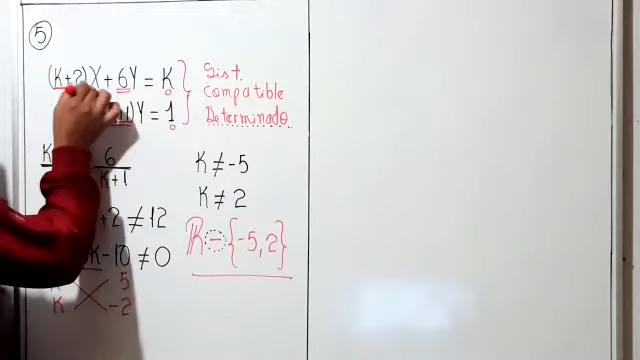 5
(K+2)X + 6Y = K
Y = 1
Sist.
Compatible
Determinado
K
6
K+1
+2 ≠ 12
K-10 ≠ 0
K 5
K -2
K ≠ -5
K ≠ 2
ℝ - {-5, 2}